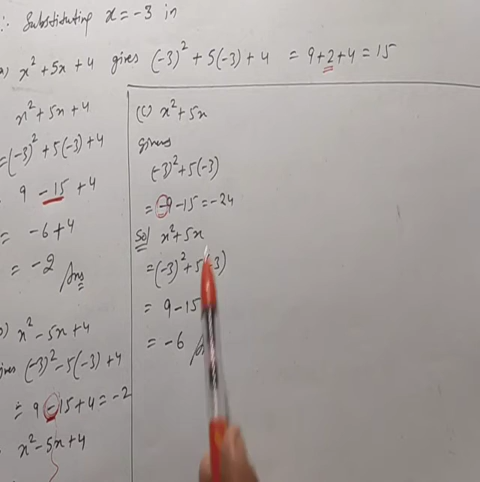 ∴ Substituting x = -3 in
a) x² + 5x + 4 gives (-3)² + 5(-3) + 4 = 9+2+4 = 15
x² + 5x + 4
= (-3)² + 5(-3) + 4
9 - 15 + 4
= -6 + 4
= -2 Ans
b) x² - 5x + 4
gives (-3)² - 5(-3) + 4
= 9 - 15 + 4 = -2
x² - 5x + 4
(c) x² + 5x
gives
(-3)² + 5(-3)
= -9 - 15 = -24
Sol x² + 5x
= (-3)² + 5(-3)
= 9 - 15
= -6